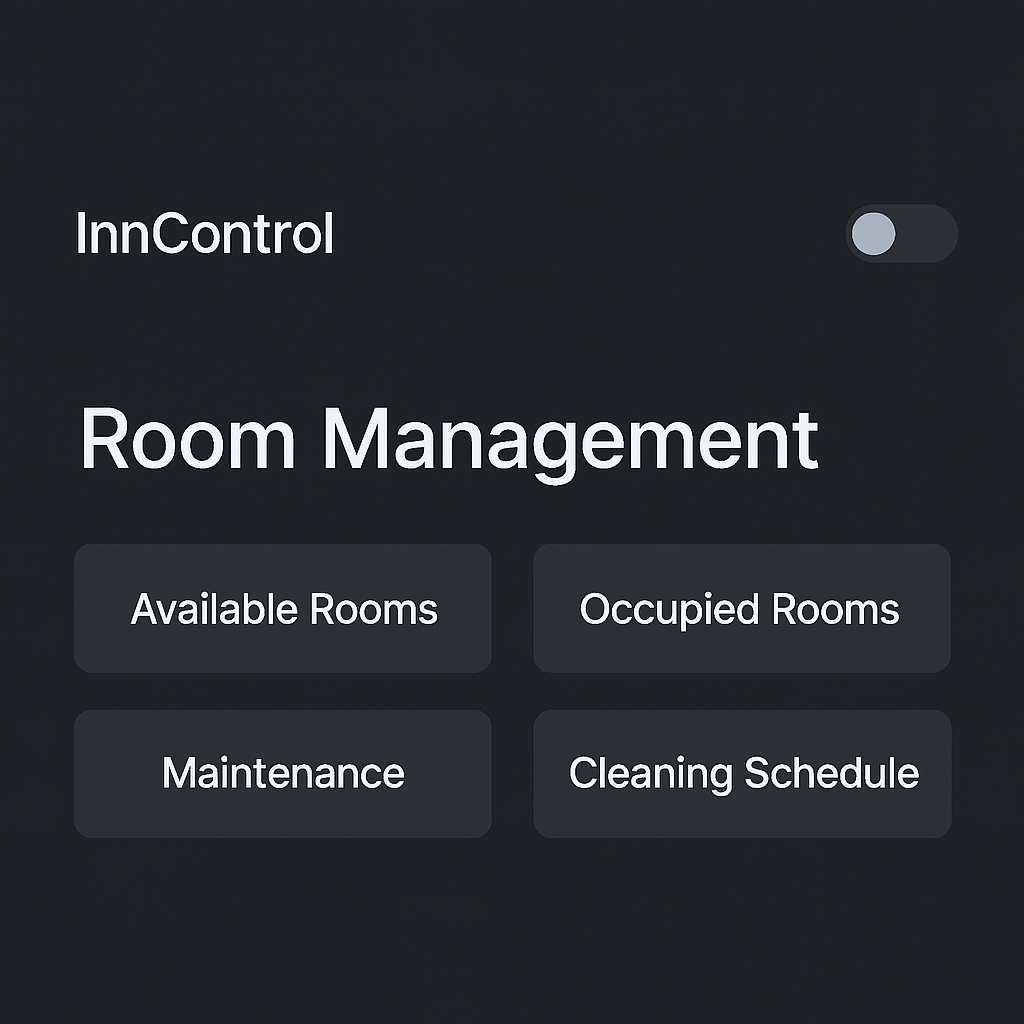 InnControl
Room Management
Available Rooms
Occupied Rooms
Maintenance
Cleaning Schedule